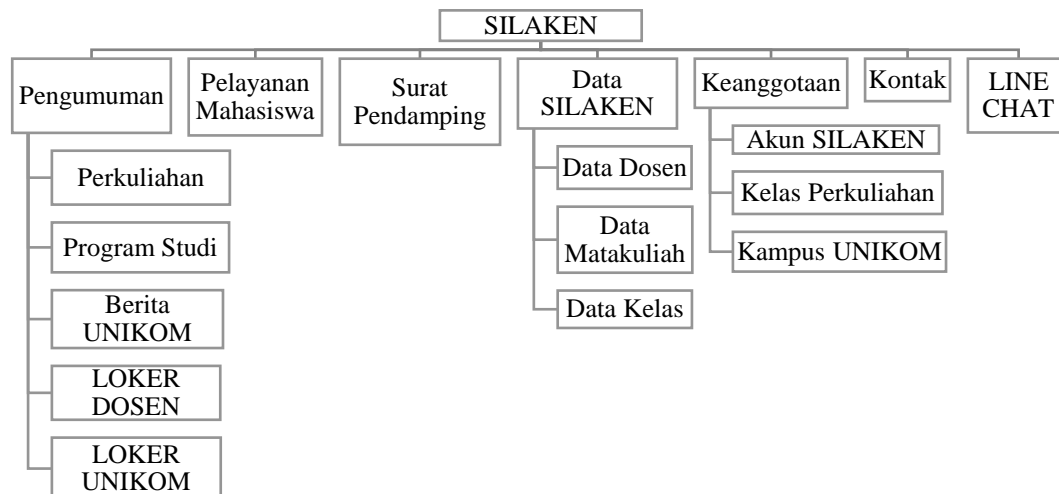 SILAKEN
Pengumuman
Perkuliahan
Program Studi
Berita
UNIKOM
LOKER
DOSEN
LOKER
UNIKOM
Pelayanan
Mahasiswa
Surat
Pendamping
Data
SILAKEN
Data Dosen
Data
Matakuliah
Data Kelas
Keanggotaan
Akun SILAKEN
Kelas Perkuliahan
Kampus UNIKOM
Kontak
LINE
CHAT